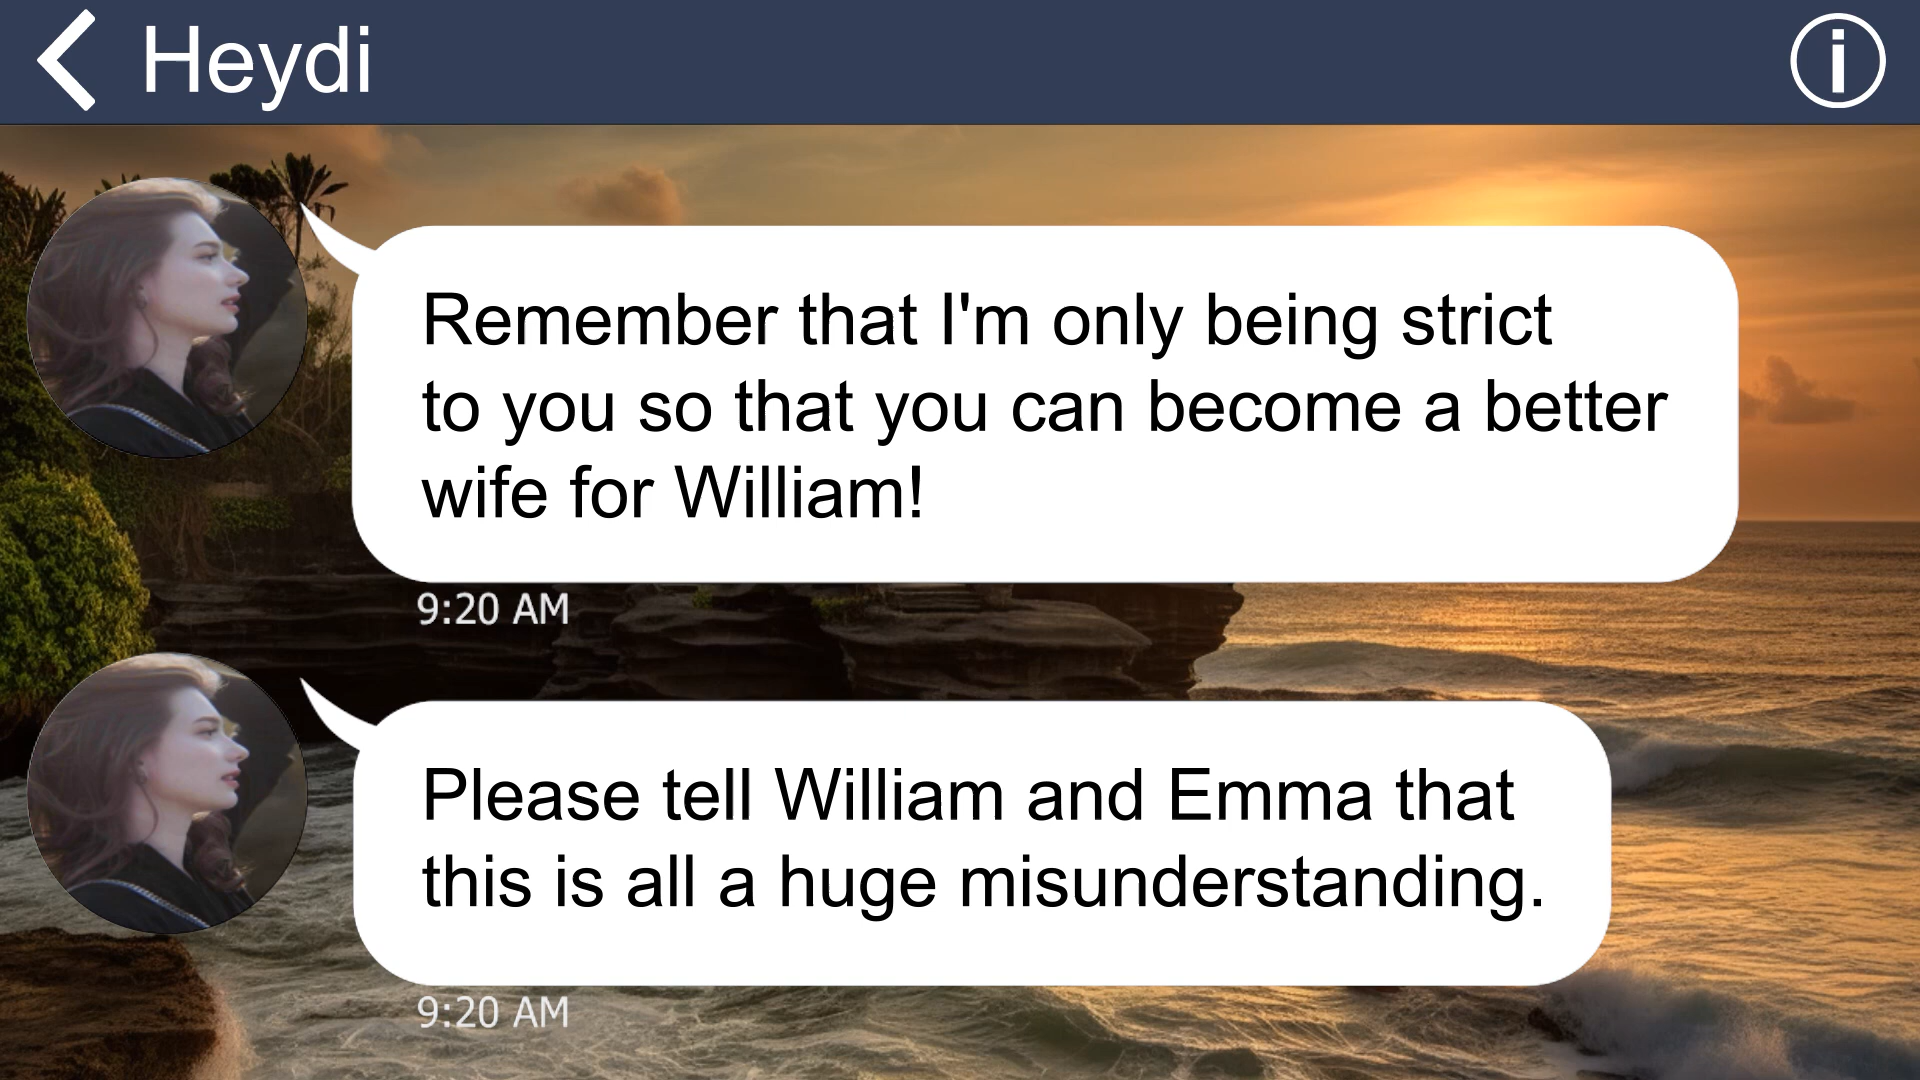 Heydi
Remember that I'm only being strict
to you so that you can become a better
wife for William!
9:20 AM
Please tell William and Emma that
this is all a huge misunderstanding.
9:20 AM